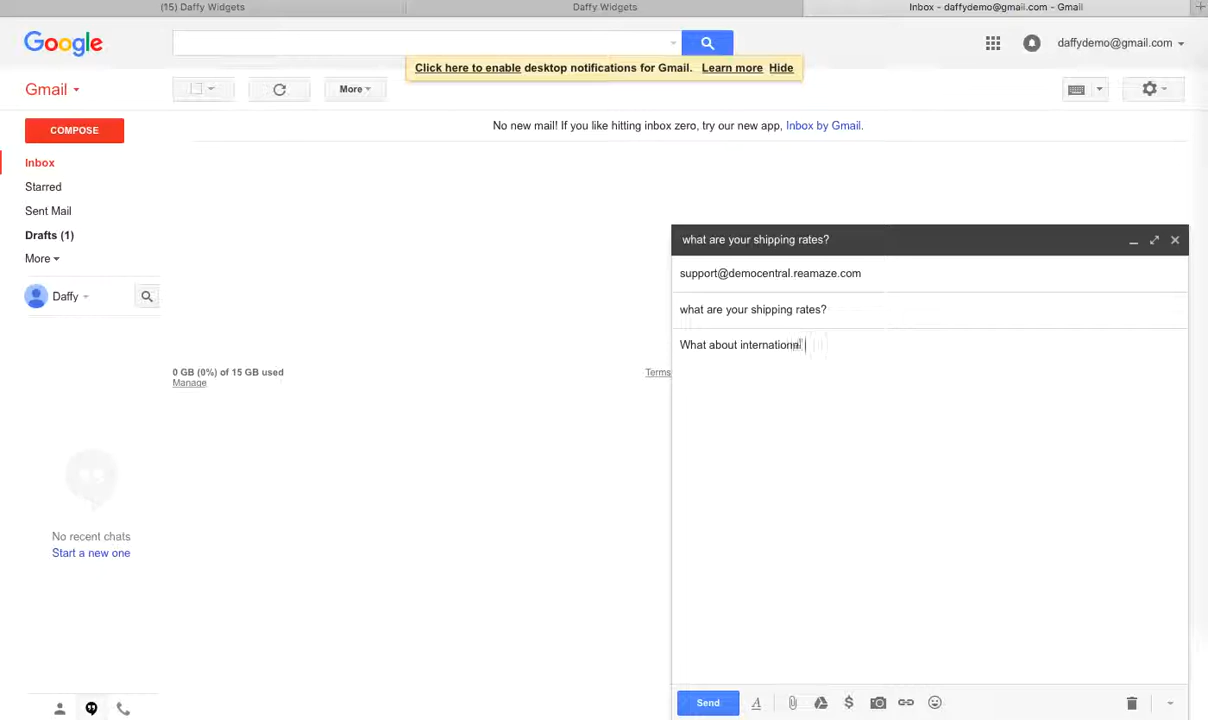 (15) Daffy Widgets
Daffy Widgets
Inbox - daffydemo@gmail.com - Gmail
Google
daffydemo@gmail.com
Click here to enable desktop notifications for Gmail. Learn more Hide
Gmail
More
COMPOSE
No new mail! If you like hitting inbox zero, try our new app, Inbox by Gmail.
Inbox
Starred
Sent Mail
Drafts (1)
More
Daffy
what are your shipping rates?
support@democentral.reamaze.com
what are your shipping rates?
What about international
0 GB (0%) of 15 GB used
Manage
Terms
No recent chats
Start a new one
Send